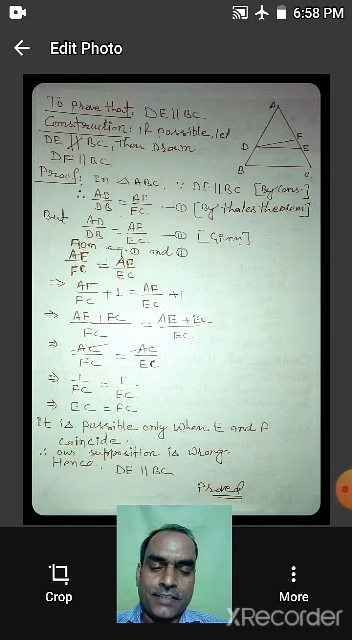 6:58 PM
Edit Photo
To prove that: DE || BC
Construction: If possible, let
DE ∦ BC, Then Drawn
DF || BC
A
D
F
E
B
C
Proof: In △ ABC, ∵ DE || BC [By cons.]
∴ AD/DB = AF/FC — ① [By thales theorem]
But AD/DB = AE/EC — ① [Given]
From eq. ① and ①
AF/FC = AE/EC
⇒ AF/FC + 1 = AE/EC + 1
⇒ AF + FC/FC = AE + EC/EC
⇒ AC/FC = AC/EC
⇒ 1/FC = 1/EC
⇒ EC = FC
it is possible only when E and F
coincide.
∴ our supposition is wrong.
Hence, DE || BC
Proved
Crop
More
XRecorder